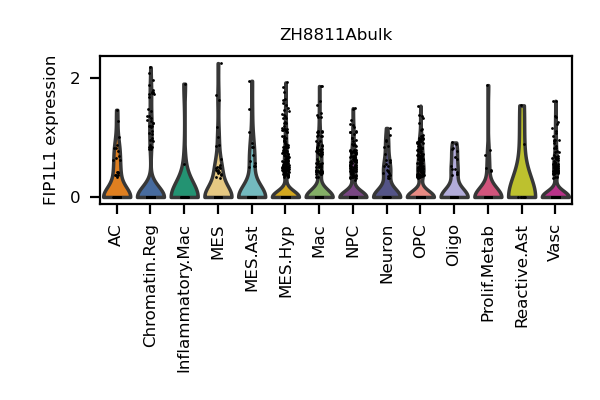 ZH8811Abulk
FIP1L1 expression
2
0
AC
Chromatin.Reg
Inflammatory.Mac
MES
MES.Ast
MES.Hyp
Mac
NPC
Neuron
OPC
Oligo
Prolif.Metab
Reactive.Ast
Vasc